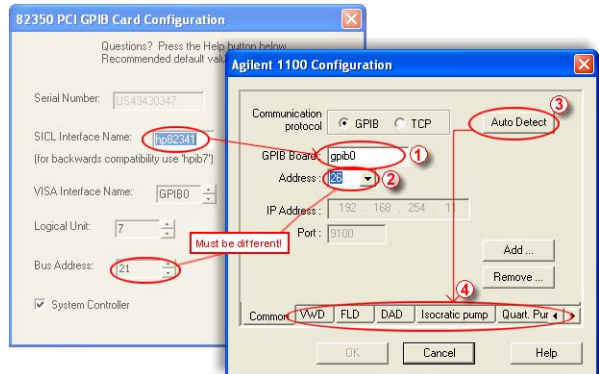 82350 PCI GPIB Card Configuration
Questions? Press the Help button below
Recommended default valu
Serial Number: US43430347
SICL Interface Name: hp82341
(for backwards compatibility use 'hpib7')
VISA Interface Name: GPIB0
Logical Unit: 7
Bus Address: 21
System Controller
Must be different!
Agilent 1100 Configuration
Communication protocol
GPIB TCP
Auto Detect
3
GPIB Board: gpib0
1
Address: 26
2
IP Address: 192 . 168 . 254 . 11
Port: 9100
Add ...
Remove ...
4
Common VWD FLD DAD Isocratic pump Quart. Pur
OK Cancel Help